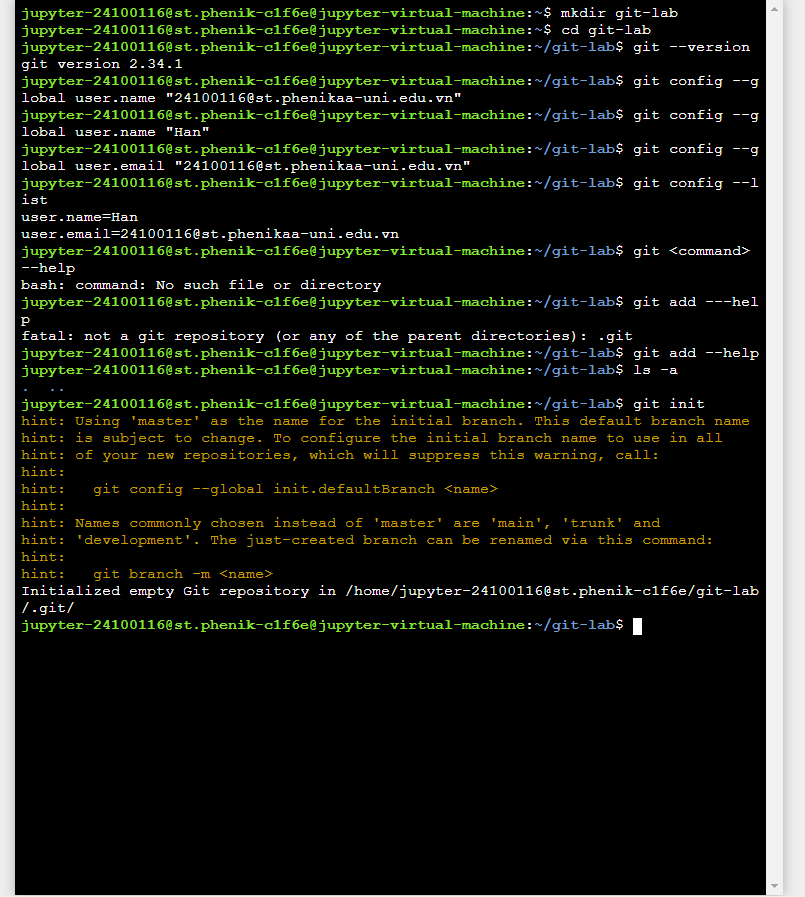 jupyter-24100116@st.phenik-c1f6e@jupyter-virtual-machine:~$ mkdir git-lab
jupyter-24100116@st.phenik-c1f6e@jupyter-virtual-machine:~$ cd git-lab
jupyter-24100116@st.phenik-c1f6e@jupyter-virtual-machine:~/git-lab$ git --version
git version 2.34.1
jupyter-24100116@st.phenik-c1f6e@jupyter-virtual-machine:~/git-lab$ git config --g
lobal user.name "24100116@st.phenikaa-uni.edu.vn"
jupyter-24100116@st.phenik-c1f6e@jupyter-virtual-machine:~/git-lab$ git config --g
lobal user.name "Han"
jupyter-24100116@st.phenik-c1f6e@jupyter-virtual-machine:~/git-lab$ git config --g
lobal user.email "24100116@st.phenikaa-uni.edu.vn"
jupyter-24100116@st.phenik-c1f6e@jupyter-virtual-machine:~/git-lab$ git config --l
ist
user.name=Han
user.email=24100116@st.phenikaa-uni.edu.vn
jupyter-24100116@st.phenik-c1f6e@jupyter-virtual-machine:~/git-lab$ git <command>
--help
bash: command: No such file or directory
jupyter-24100116@st.phenik-c1f6e@jupyter-virtual-machine:~/git-lab$ git add ---hel
p
fatal: not a git repository (or any of the parent directories): .git
jupyter-24100116@st.phenik-c1f6e@jupyter-virtual-machine:~/git-lab$ git add --help
jupyter-24100116@st.phenik-c1f6e@jupyter-virtual-machine:~/git-lab$ ls -a
.  ..
jupyter-24100116@st.phenik-c1f6e@jupyter-virtual-machine:~/git-lab$ git init
hint: Using 'master' as the name for the initial branch. This default branch name
hint: is subject to change. To configure the initial branch name to use in all
hint: of your new repositories, which will suppress this warning, call:
hint:
hint:   git config --global init.defaultBranch <name>
hint:
hint: Names commonly chosen instead of 'master' are 'main', 'trunk' and
hint: 'development'. The just-created branch can be renamed via this command:
hint:
hint:   git branch -m <name>
Initialized empty Git repository in /home/jupyter-24100116@st.phenik-c1f6e/git-lab
/.git/
jupyter-24100116@st.phenik-c1f6e@jupyter-virtual-machine:~/git-lab$